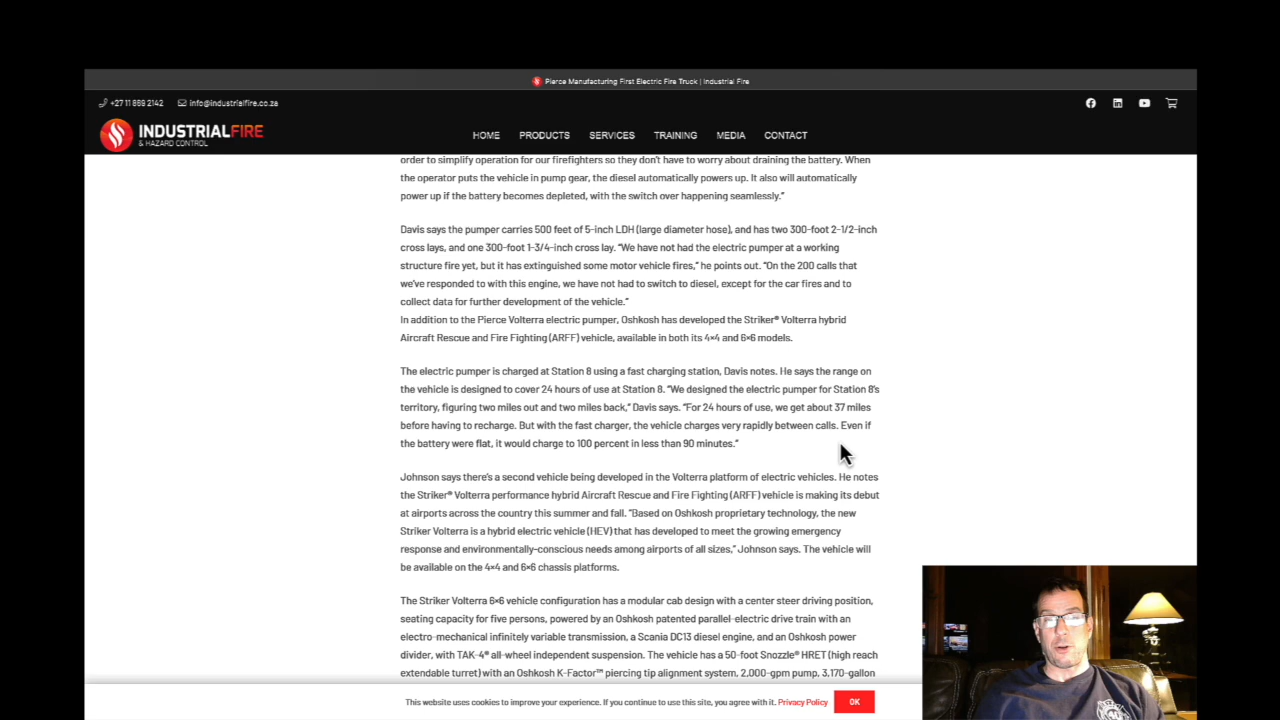 Pierce Manufacturing First Electric Fire Truck | Industrial Fire
+27 11 869 2142 info@industrialfire.co.za
INDUSTRIALFIRE
& HAZARD CONTROL
HOME PRODUCTS SERVICES TRAINING MEDIA CONTACT
order to simplify operation for our firefighters so they don't have to worry about draining the battery. When
the operator puts the vehicle in pump gear, the diesel automatically powers up. It also will automatically
power up if the battery becomes depleted, with the switch over happening seamlessly."
Davis says the pumper carries 500 feet of 5-inch LDH (large diameter hose), and has two 300-foot 2-1/2-inch
cross lays, and one 300-foot 1-3/4-inch cross lay. "We have not had the electric pumper at a working
structure fire yet, but it has extinguished some motor vehicle fires," he points out. "On the 200 calls that
we've responded to with this engine, we have not had to switch to diesel, except for the car fires and to
collect data for further development of the vehicle."
In addition to the Pierce Volterra electric pumper, Oshkosh has developed the Striker® Volterra hybrid
Aircraft Rescue and Fire Fighting (ARFF) vehicle, available in both its 4×4 and 6×6 models.
The electric pumper is charged at Station 8 using a fast charging station, Davis notes. He says the range on
the vehicle is designed to cover 24 hours of use at Station 8. "We designed the electric pumper for Station 8's
territory, figuring two miles out and two miles back," Davis says. "For 24 hours of use, we get about 37 miles
before having to recharge. But with the fast charger, the vehicle charges very rapidly between calls. Even if
the battery were flat, it would charge to 100 percent in less than 90 minutes."
Johnson says there's a second vehicle being developed in the Volterra platform of electric vehicles. He notes
the Striker® Volterra performance hybrid Aircraft Rescue and Fire Fighting (ARFF) vehicle is making its debut
at airports across the country this summer and fall. "Based on Oshkosh proprietary technology, the new
Striker Volterra is a hybrid electric vehicle (HEV) that has developed to meet the growing emergency
response and environmentally-conscious needs among airports of all sizes," Johnson says. The vehicle will
be available on the 4×4 and 6×6 chassis platforms.
The Striker Volterra 6×6 vehicle configuration has a modular cab design with a center steer driving position,
seating capacity for five persons, powered by an Oshkosh patented parallel-electric drive train with an
electro-mechanical infinitely variable transmission, a Scania DC13 diesel engine, and an Oshkosh power
divider, with TAK-4® all-wheel independent suspension. The vehicle has a 50-foot Snozzle® HRET (high reach
extendable turret) with an Oshkosh K-Factor™ piercing tip alignment system, 2,000-gpm pump, 3,170-gallon
This website uses cookies to improve your experience. If you continue to use this site, you agree with it. Privacy Policy OK